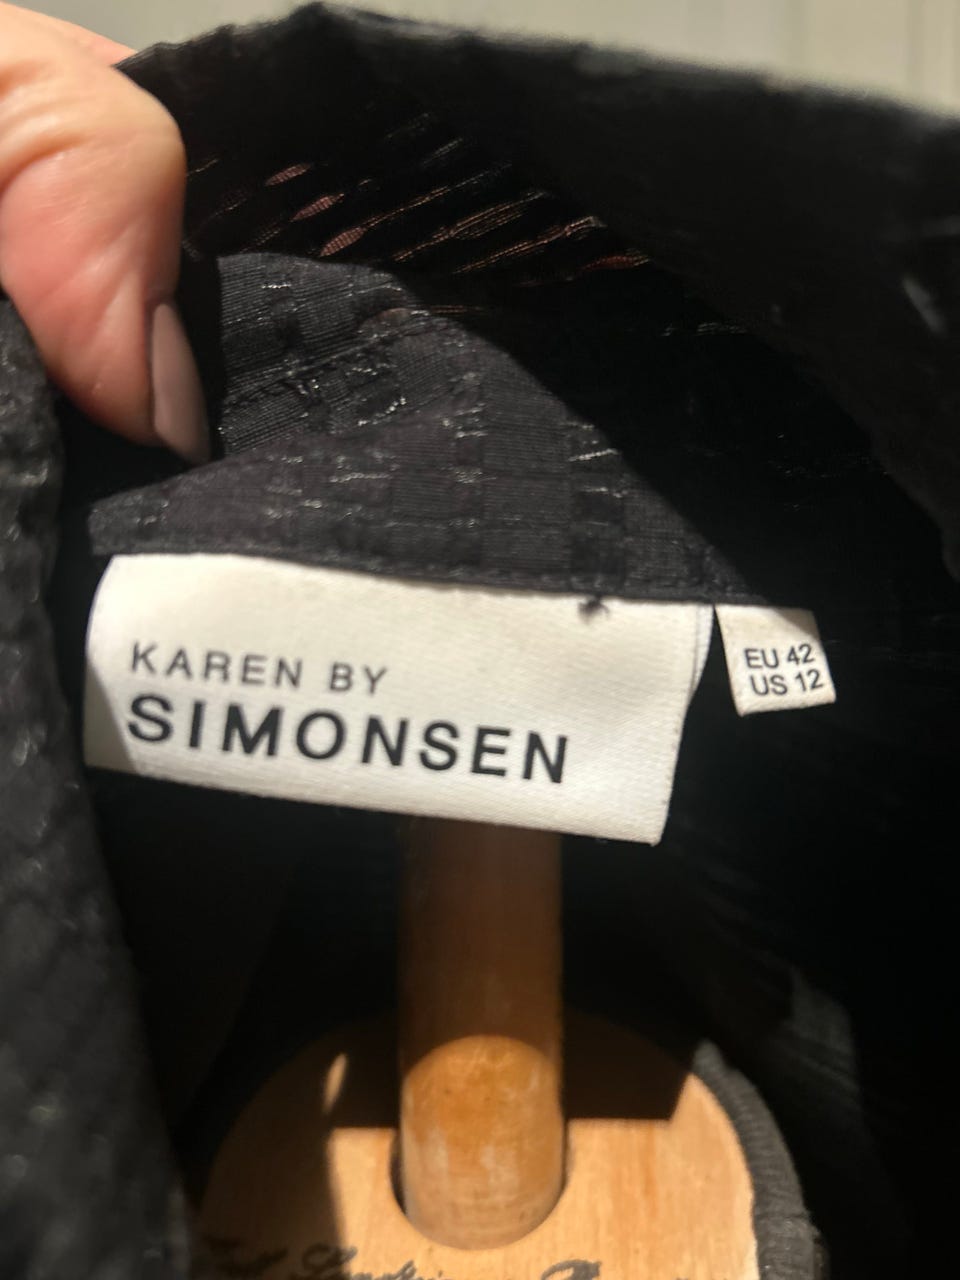 KAREN BY
SIMONSEN
EU 42
US 12